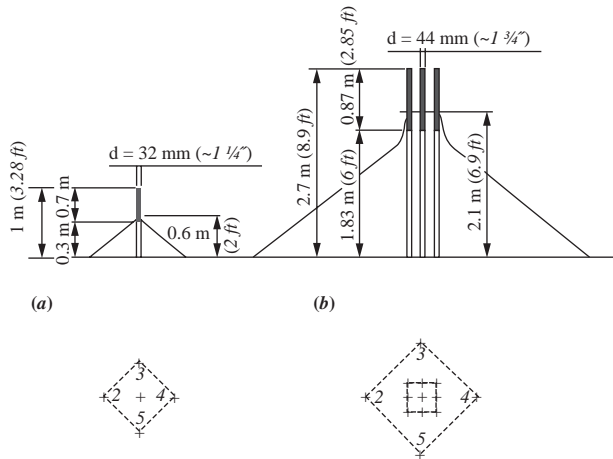 d = 44 mm (~1 ¾˝)
0.87 m (2.85 ft)
2.7 m (8.9 ft)
1.83 m (6 ft)
2.1 m (6.9 ft)
d = 32 mm (~1 ¼˝)
1 m (3.28 ft)
0.7 m
0.3 m
0.6 m
(2 ft)
(a)
(b)
3
2
4
5
3
2
4
5